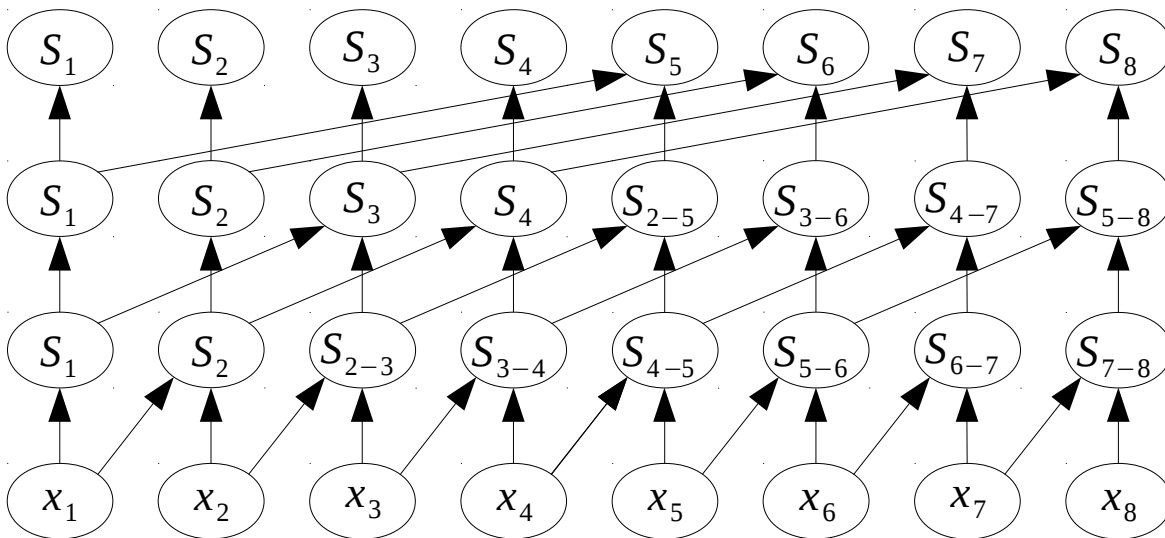 S₁ S₂ S₃ S₄ S₅ S₆ S₇ S₈
S₁ S₂ S₃ S₄ S₂₋₅ S₃₋₆ S₄₋₇ S₅₋₈
S₁ S₂ S₂₋₃ S₃₋₄ S₄₋₅ S₅₋₆ S₆₋₇ S₇₋₈
x₁ x₂ x₃ x₄ x₅ x₆ x₇ x₈